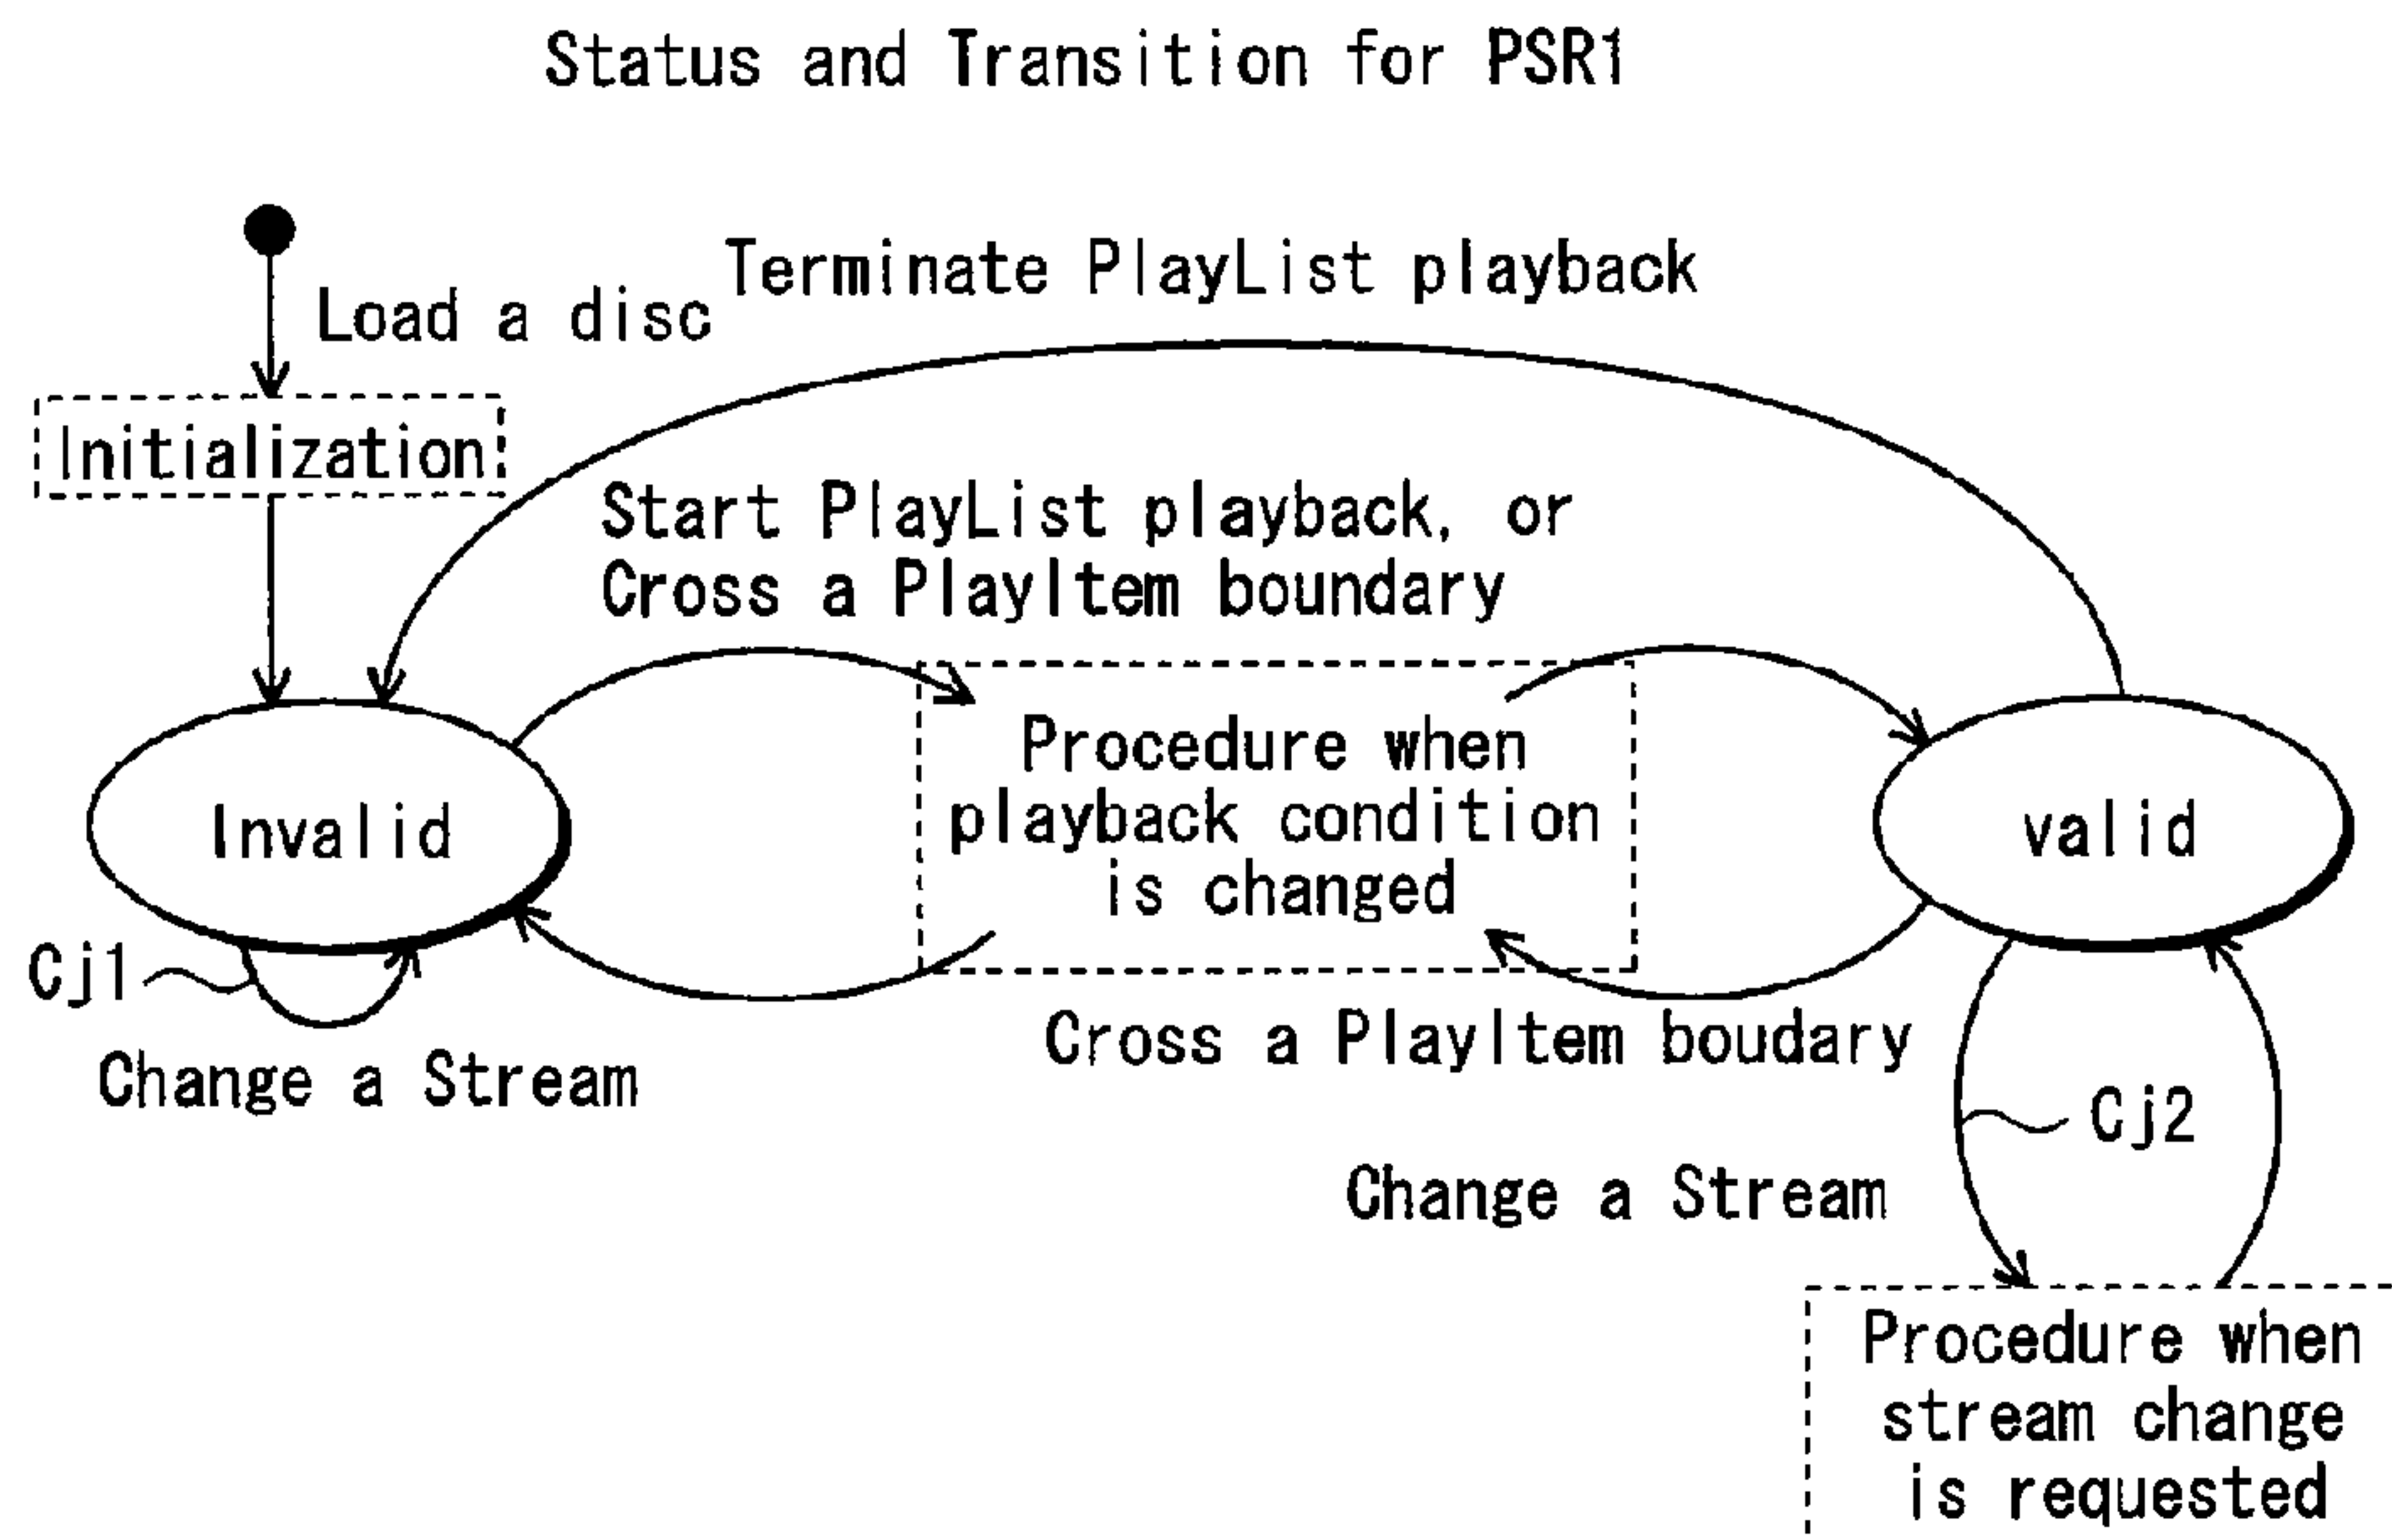 Status and Transition for PSR1
Load a disc
Terminate PlayList playback
Initialization
Start PlayList playback, or
Cross a PlayItem boundary
Invalid
Procedure when
playback condition
is changed
valid
Cj1
Change a Stream
Cross a PlayItem boudary
Cj2
Change a Stream
Procedure when
stream change
is requested